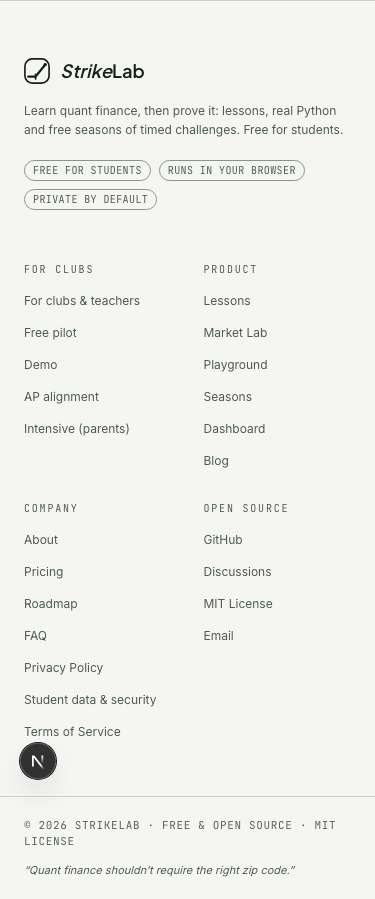 StrikeLab
Learn quant finance, then prove it: lessons, real Python
and free seasons of timed challenges. Free for students.
FREE FOR STUDENTS
RUNS IN YOUR BROWSER
PRIVATE BY DEFAULT
FOR CLUBS
For clubs & teachers
Free pilot
Demo
AP alignment
Intensive (parents)
PRODUCT
Lessons
Market Lab
Playground
Seasons
Dashboard
Blog
COMPANY
About
Pricing
Roadmap
FAQ
Privacy Policy
Student data & security
Terms of Service
OPEN SOURCE
GitHub
Discussions
MIT License
Email
N
© 2026 STRIKELAB · FREE & OPEN SOURCE · MIT
LICENSE
“Quant finance shouldn’t require the right zip code.”